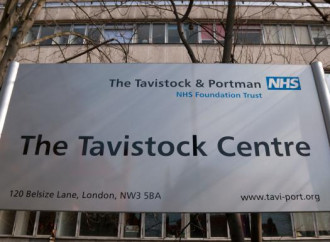 The Tavistock & Portman NHS
NHS Foundation Trust
The Tavistock Centre
120 Belsize Lane, London, NW3 5BA
www.tavi-port.org